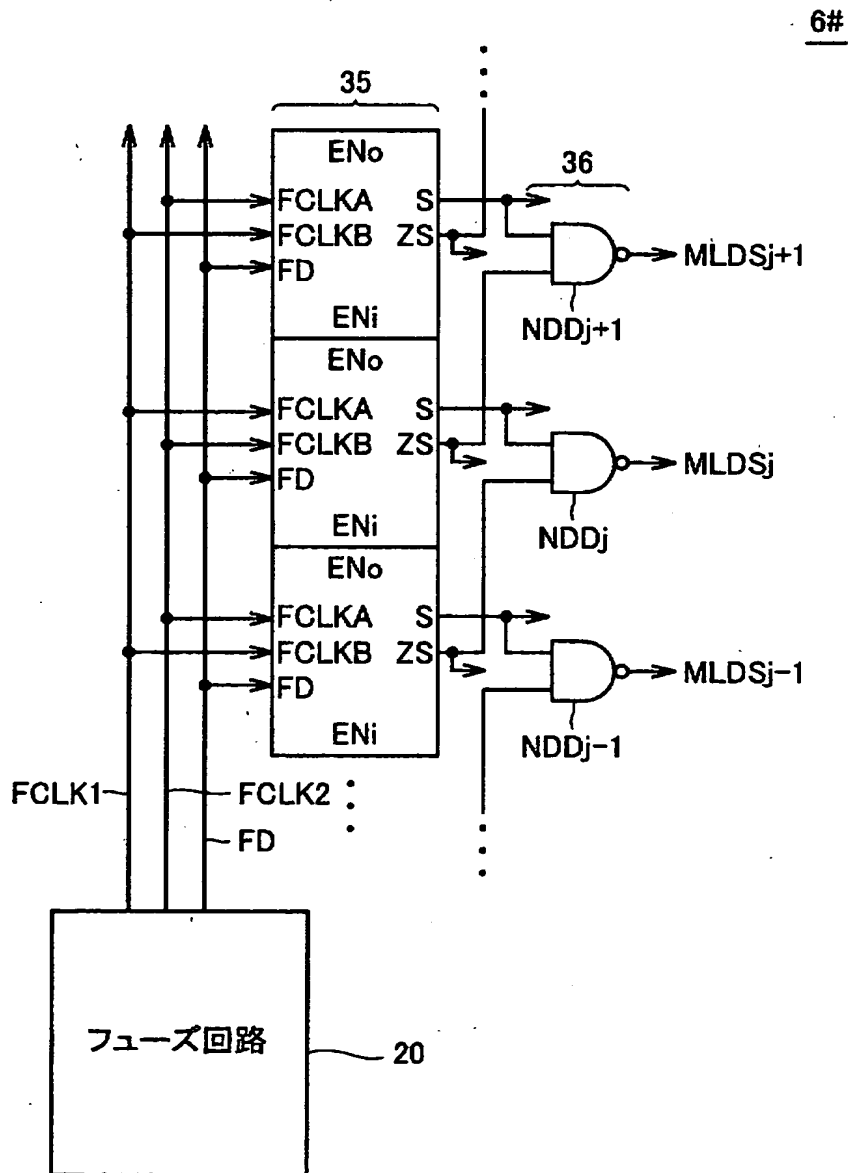 6#
35
ENo
FCLKA S
FCLKB ZS
FD
ENi
36
MLDSj+1
NDDj+1
ENo
FCLKA S
FCLKB ZS
FD
ENi
MLDSj
NDDj
ENo
FCLKA S
FCLKB ZS
FD
ENi
MLDSj-1
NDDj-1
FCLK1
FCLK2
FD
フューズ回路
20